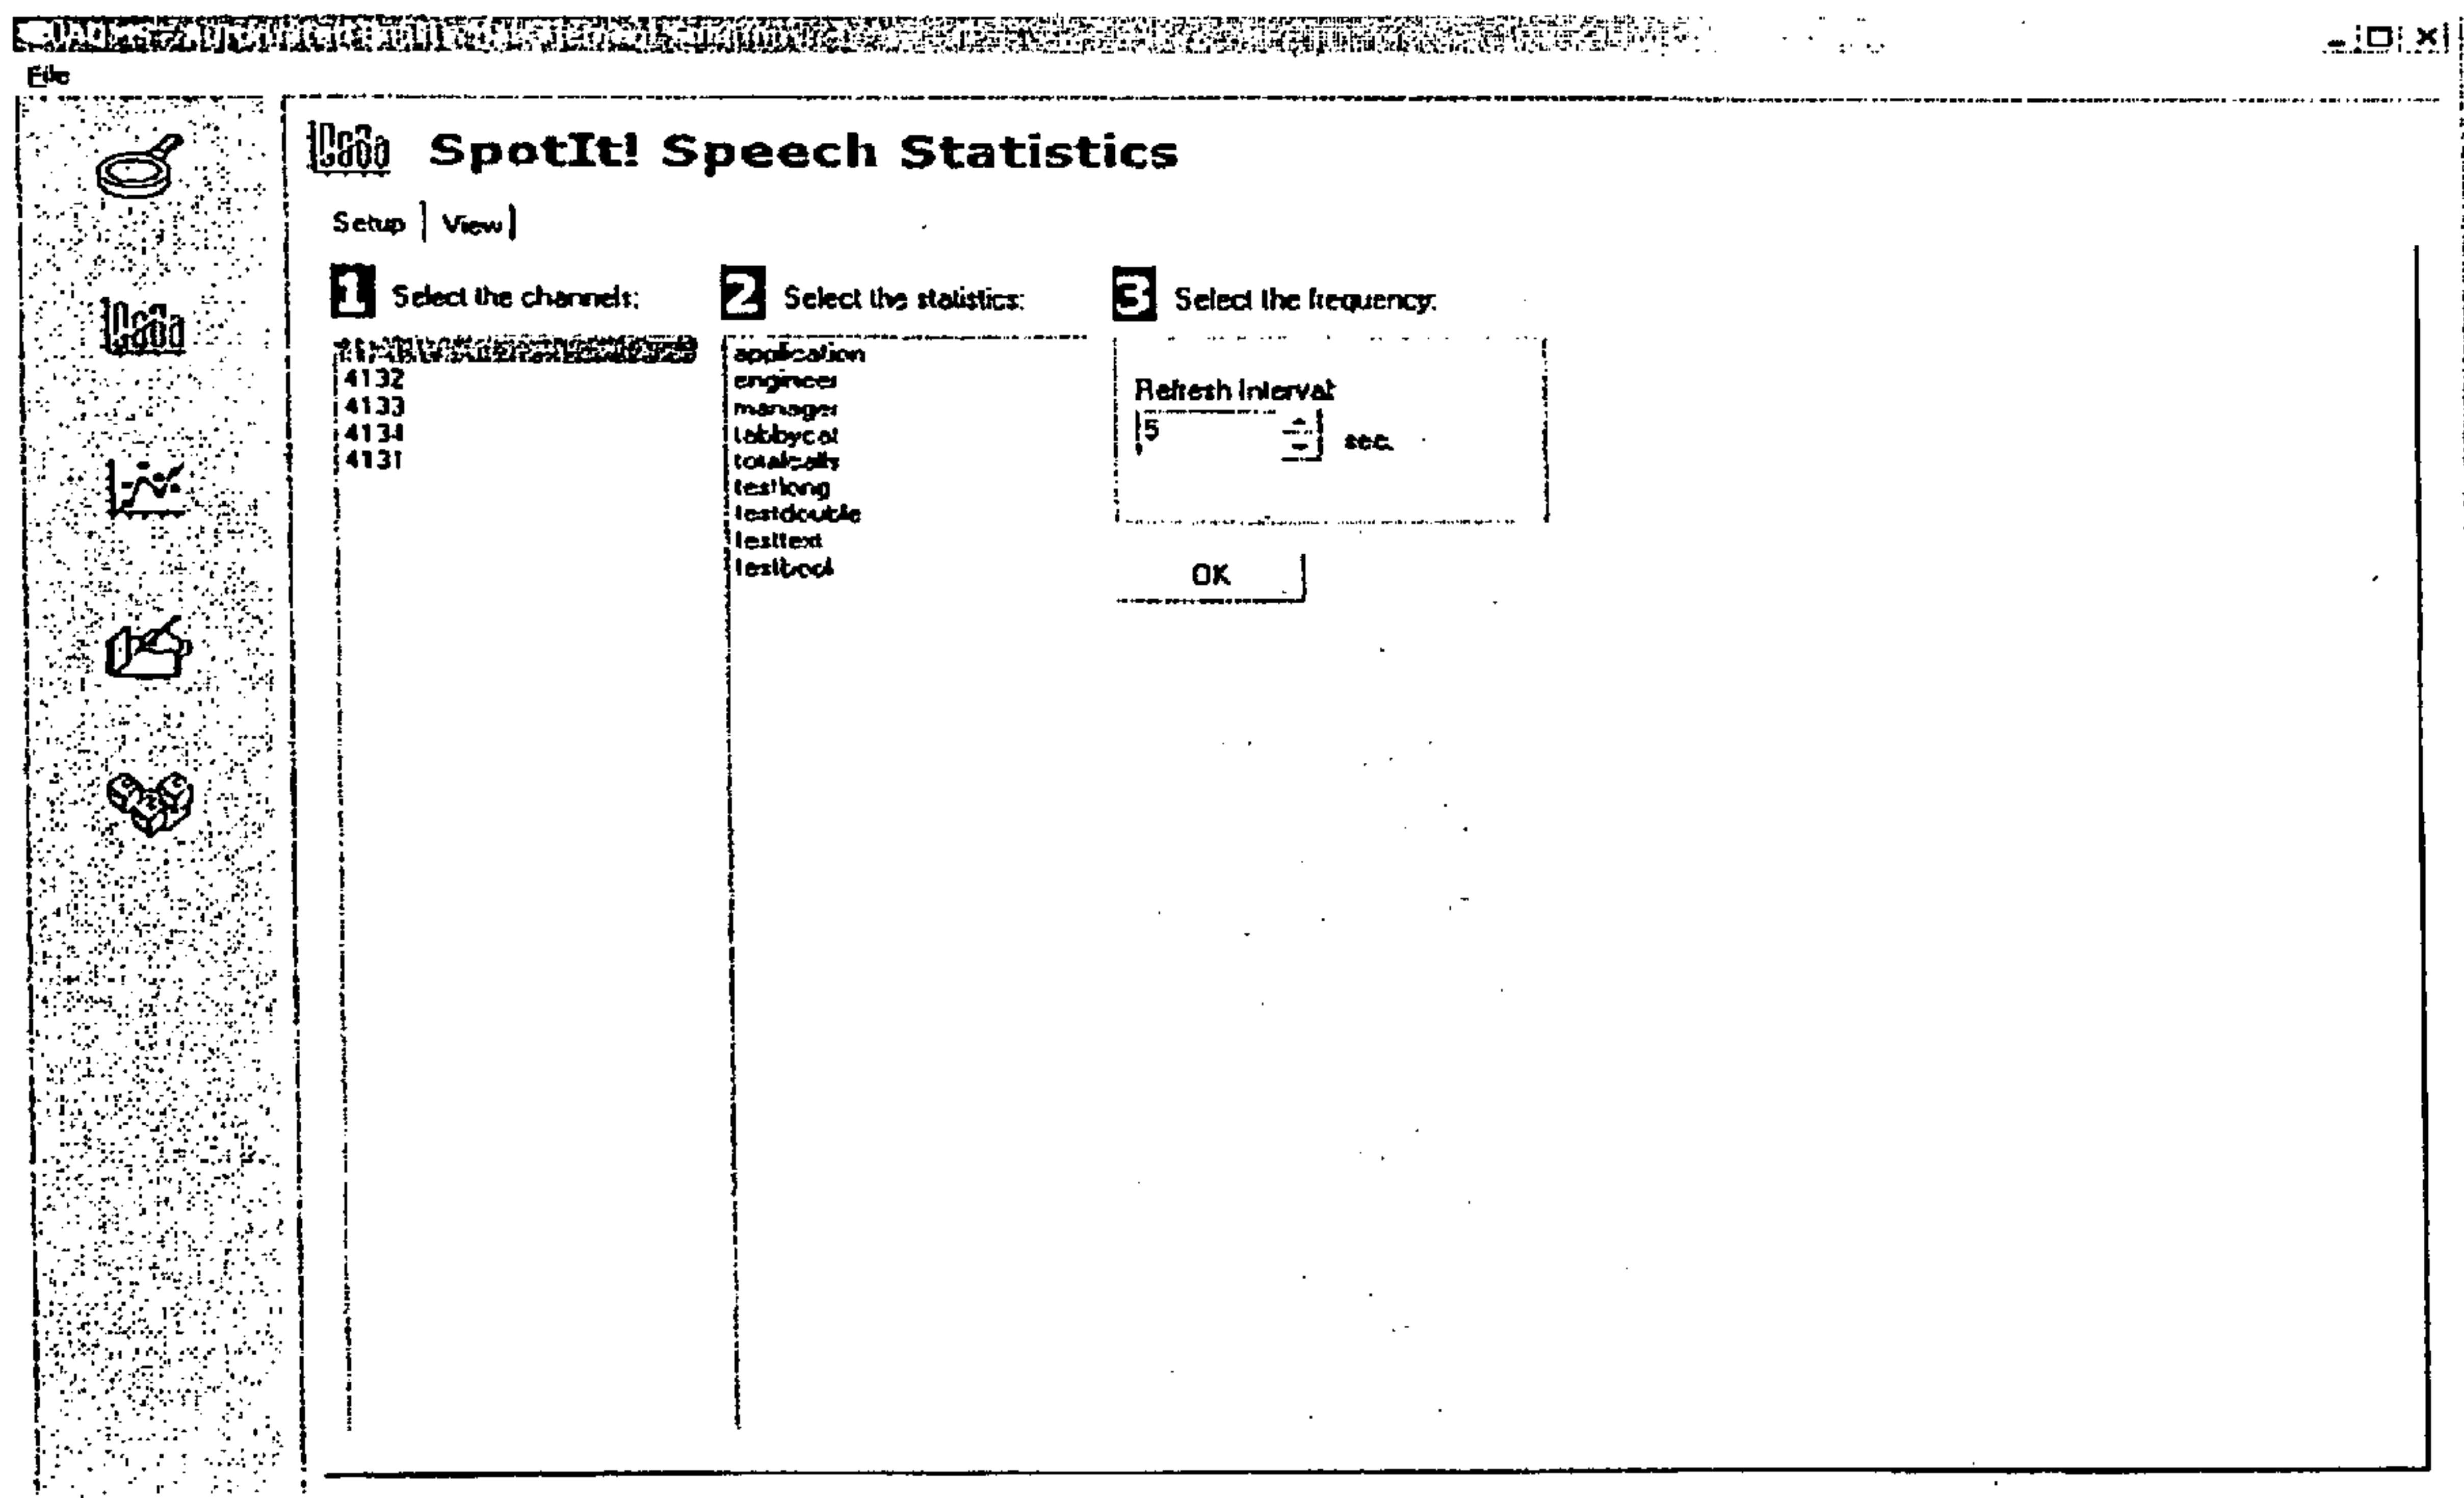 File
SpotIt! Speech Statistics
Setup View
1 Select the channels:
2 Select the statistics:
3 Select the frequency:
4132
4133
4134
4131
application
engineer
manager
totalcalls
testlong
testdouble
testtext
testbool
Refresh Interval:
5 sec.
OK